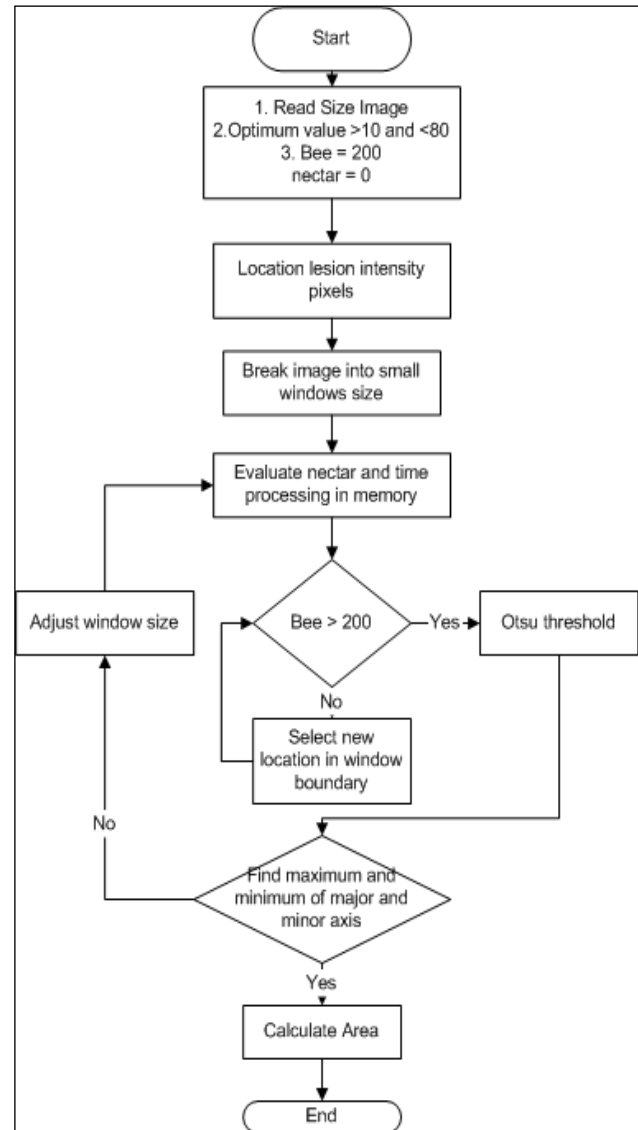 Start
1. Read Size Image
2.Optimum value >10 and <80
3. Bee = 200
nectar = 0
Location lesion intensity
pixels
Break image into small
windows size
Evaluate nectar and time
processing in memory
Adjust window size
Bee > 200
Yes
Otsu threshold
No
Select new
location in window
boundary
No
Find maximum and
minimum of major and
minor axis
Yes
Calculate Area
End